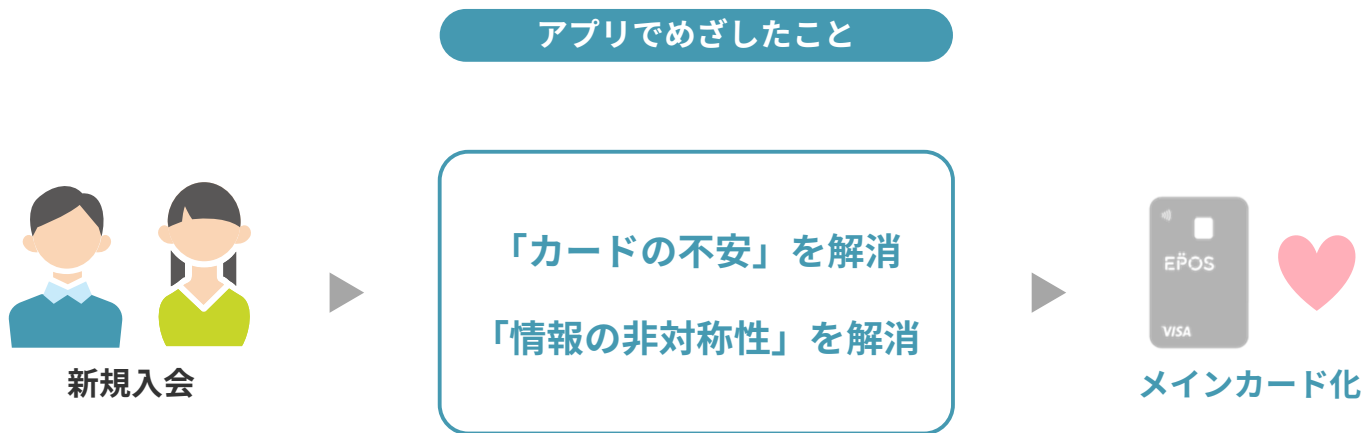 アプリでめざしたこと
「カードの不安」を解消
「情報の非対称性」を解消
新規入会
EPOS
VISA
メインカード化